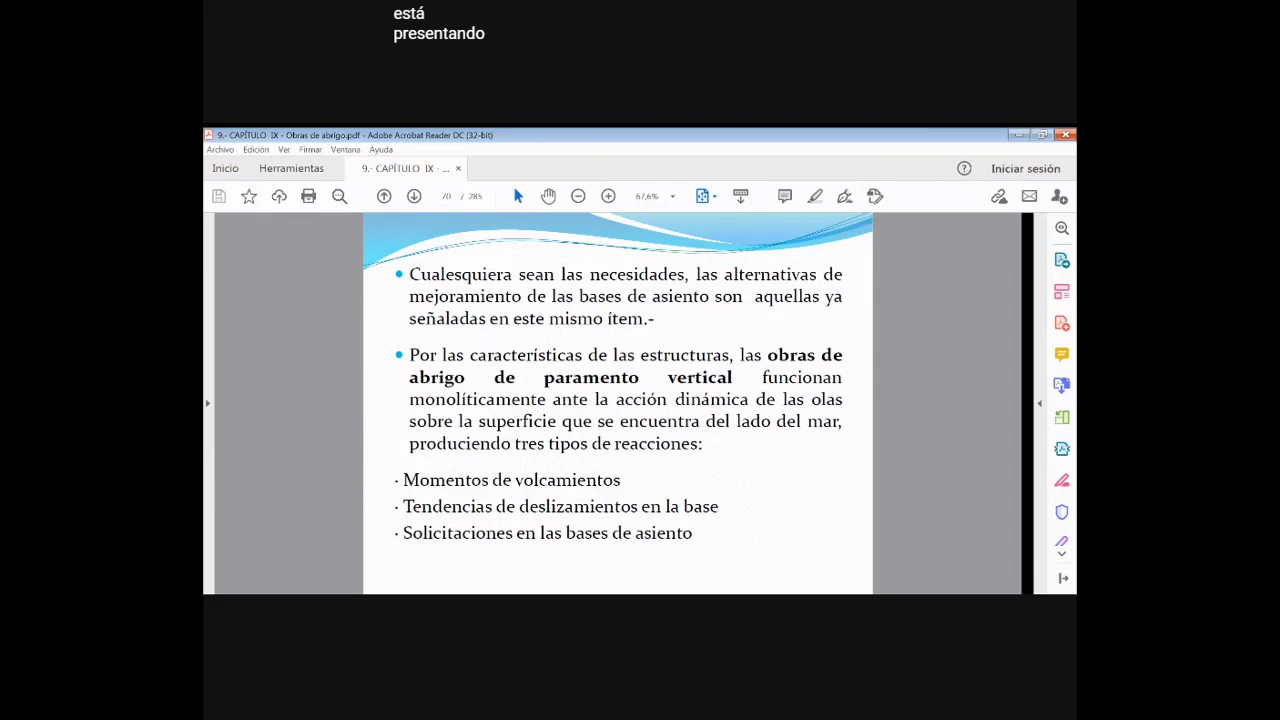 está
presentando
9.- CAPÍTULO IX - Obras de abrigo.pdf - Adobe Acrobat Reader DC (32-bit)
Archivo Edición Ver Firmar Ventana Ayuda
Inicio Herramientas 9.- CAPÍTULO IX - ... × Iniciar sesión
70 / 285 67,6%
• Cualesquiera sean las necesidades, las alternativas de
mejoramiento de las bases de asiento son aquellas ya
señaladas en este mismo ítem.-
• Por las características de las estructuras, las obras de
abrigo de paramento vertical funcionan
monolíticamente ante la acción dinámica de las olas
sobre la superficie que se encuentra del lado del mar,
produciendo tres tipos de reacciones:
· Momentos de volcamientos
· Tendencias de deslizamientos en la base
· Solicitaciones en las bases de asiento